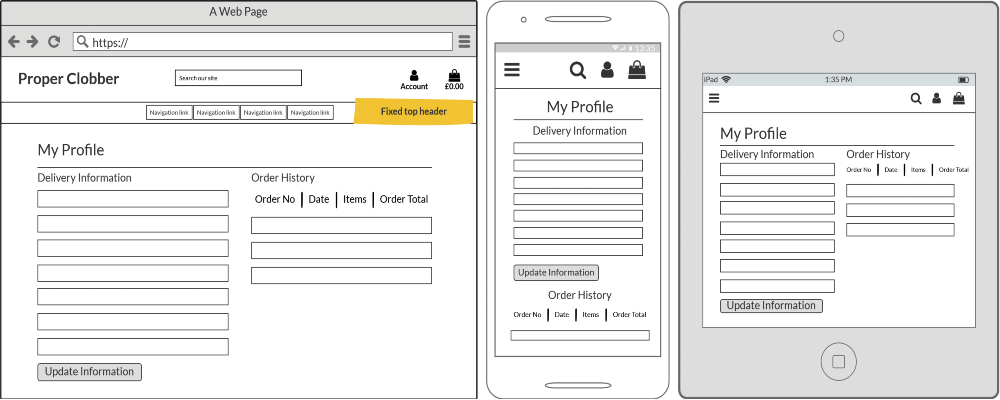 A Web Page
https://
Proper Clobber
Search our site
Account
£0.00
Navigation link Navigation link Navigation link Navigation link
Fixed top header
My Profile
Delivery Information
Order History
Order No Date Items Order Total
Update Information
12:35
My Profile
Delivery Information
Update Information
Order History
Order No Date Items Order Total
iPad 1:35 PM
My Profile
Delivery Information
Order History
Order No Date Items Order Total
Update Information